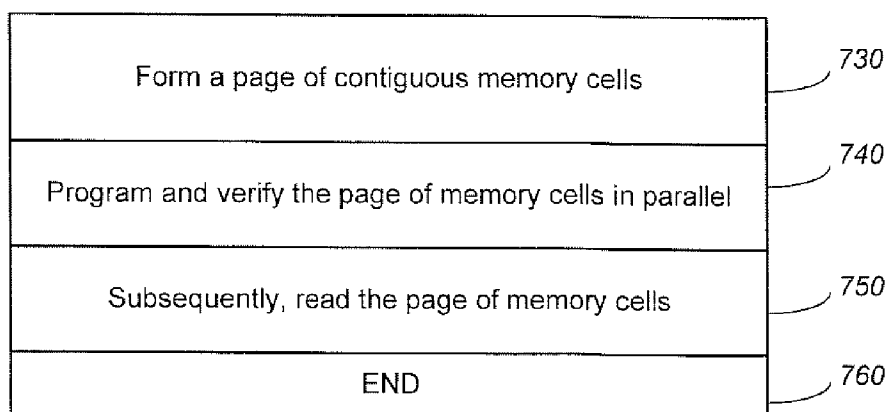 Form a page of contiguous memory cells 730
Program and verify the page of memory cells in parallel 740
Subsequently, read the page of memory cells 750
END 760